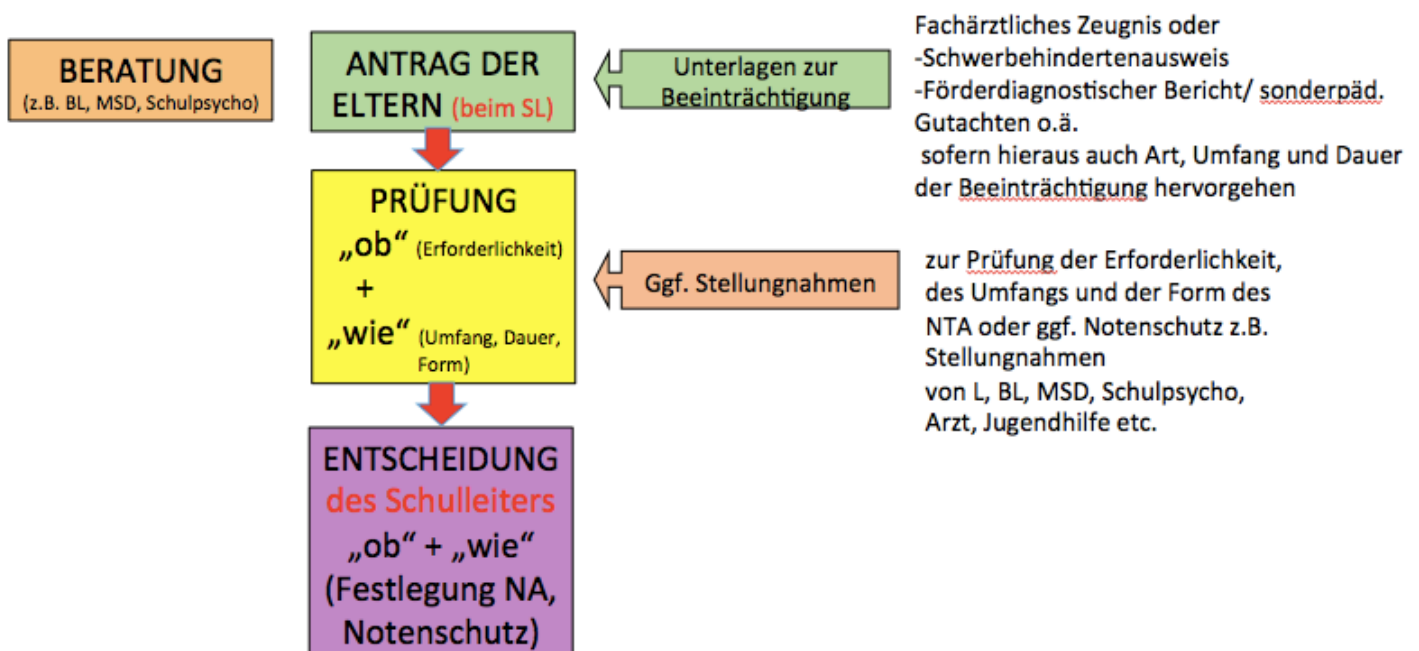 BERATUNG
(z.B. BL, MSD, Schulpsycho)
ANTRAG DER
ELTERN (beim SL)
Unterlagen zur
Beeinträchtigung
Fachärztliches Zeugnis oder
-Schwerbehindertenausweis
-Förderdiagnostischer Bericht/ sonderpäd.
Gutachten o.ä.
sofern hieraus auch Art, Umfang und Dauer
der Beeinträchtigung hervorgehen
PRÜFUNG
„ob“ (Erforderlichkeit)
+
„wie“ (Umfang, Dauer,
Form)
Ggf. Stellungnahmen
zur Prüfung der Erforderlichkeit,
des Umfangs und der Form des
NTA oder ggf. Notenschutz z.B.
Stellungnahmen
von L, BL, MSD, Schulpsycho,
Arzt, Jugendhilfe etc.
ENTSCHEIDUNG
des Schulleiters
„ob“ + „wie“
(Festlegung NA,
Notenschutz)